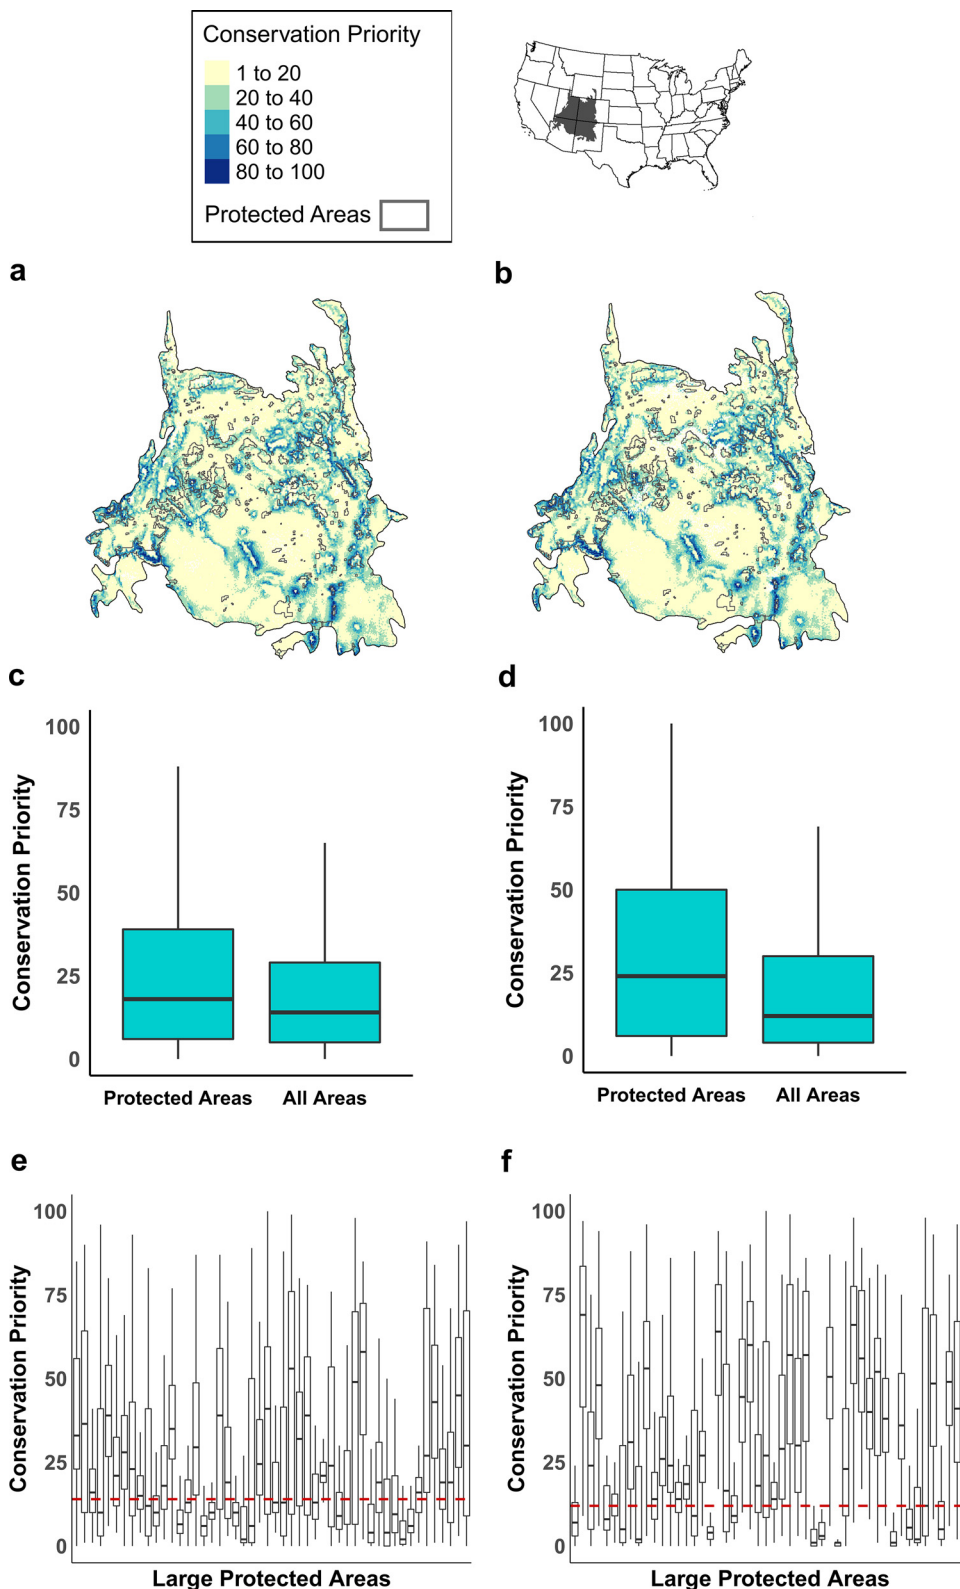 Conservation Priority
1 to 20
20 to 40
40 to 60
60 to 80
80 to 100
Protected Areas
a
b
c
d
Conservation Priority
100
75
50
25
0
Protected Areas
All Areas
Conservation Priority
100
75
50
25
0
Protected Areas
All Areas
e
f
Conservation Priority
100
75
50
25
0
Large Protected Areas
Conservation Priority
100
75
50
25
0
Large Protected Areas